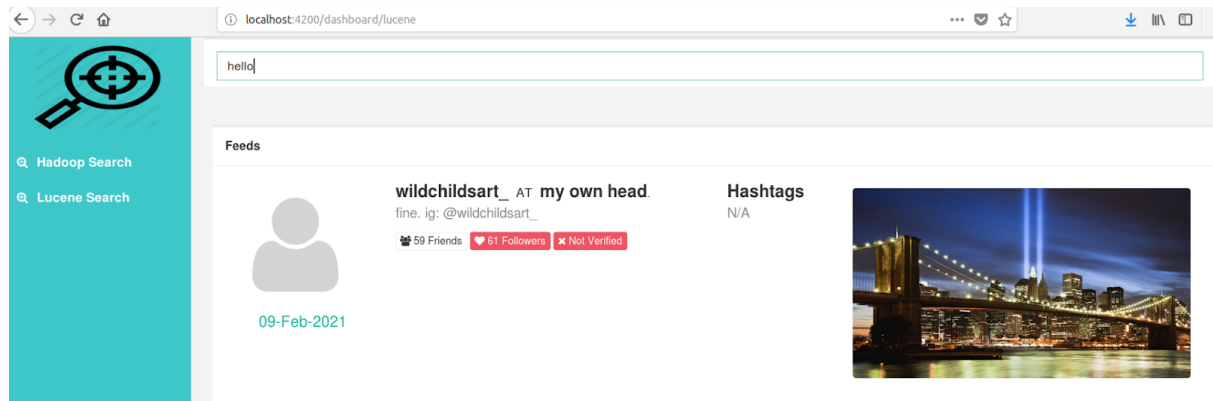 localhost:4200/dashboard/lucene
hello
Hadoop Search
Lucene Search
Feeds
wildchildsart_ AT my own head.
fine. ig: @wildchildsart_
59 Friends 61 Followers Not Verified
09-Feb-2021
Hashtags
N/A